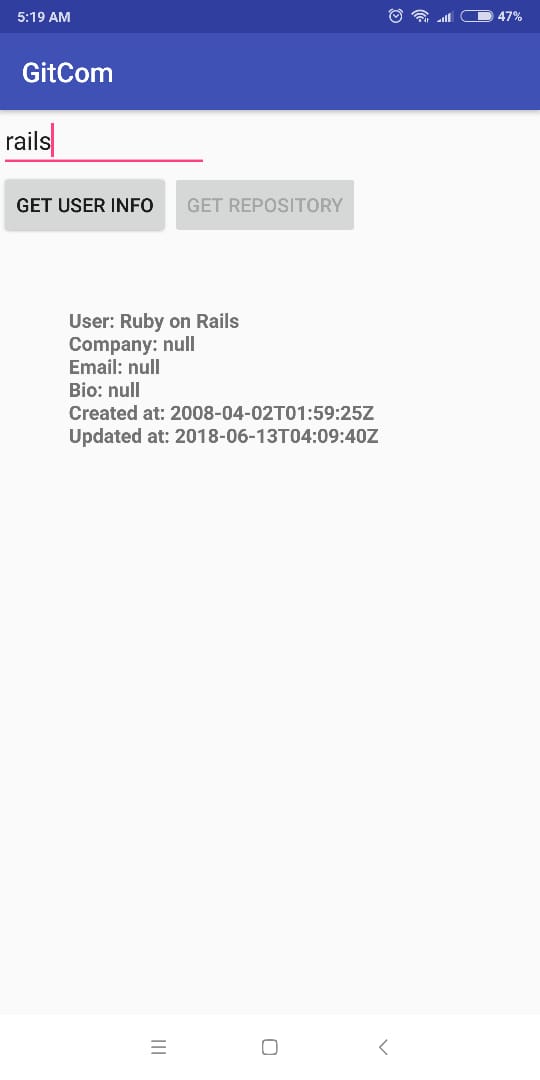 5:19 AM 47%
GitCom
rails
GET USER INFO GET REPOSITORY
User: Ruby on Rails
Company: null
Email: null
Bio: null
Created at: 2008-04-02T01:59:25Z
Updated at: 2018-06-13T04:09:40Z